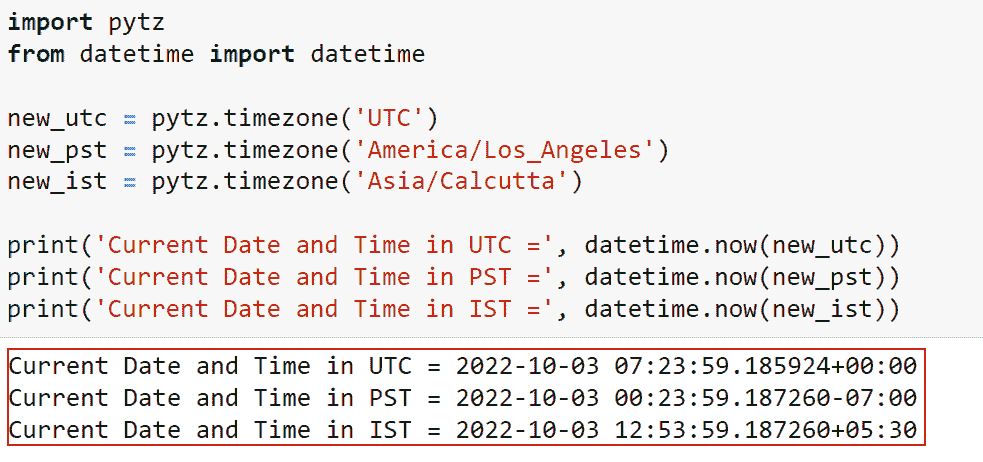 import pytz
from datetime import datetime
new_utc = pytz.timezone('UTC')
new_pst = pytz.timezone('America/Los_Angeles')
new_ist = pytz.timezone('Asia/Calcutta')
print('Current Date and Time in UTC =', datetime.now(new_utc))
print('Current Date and Time in PST =', datetime.now(new_pst))
print('Current Date and Time in IST =', datetime.now(new_ist))
Current Date and Time in UTC = 2022-10-03 07:23:59.185924+00:00
Current Date and Time in PST = 2022-10-03 00:23:59.187260-07:00
Current Date and Time in IST = 2022-10-03 12:53:59.187260+05:30